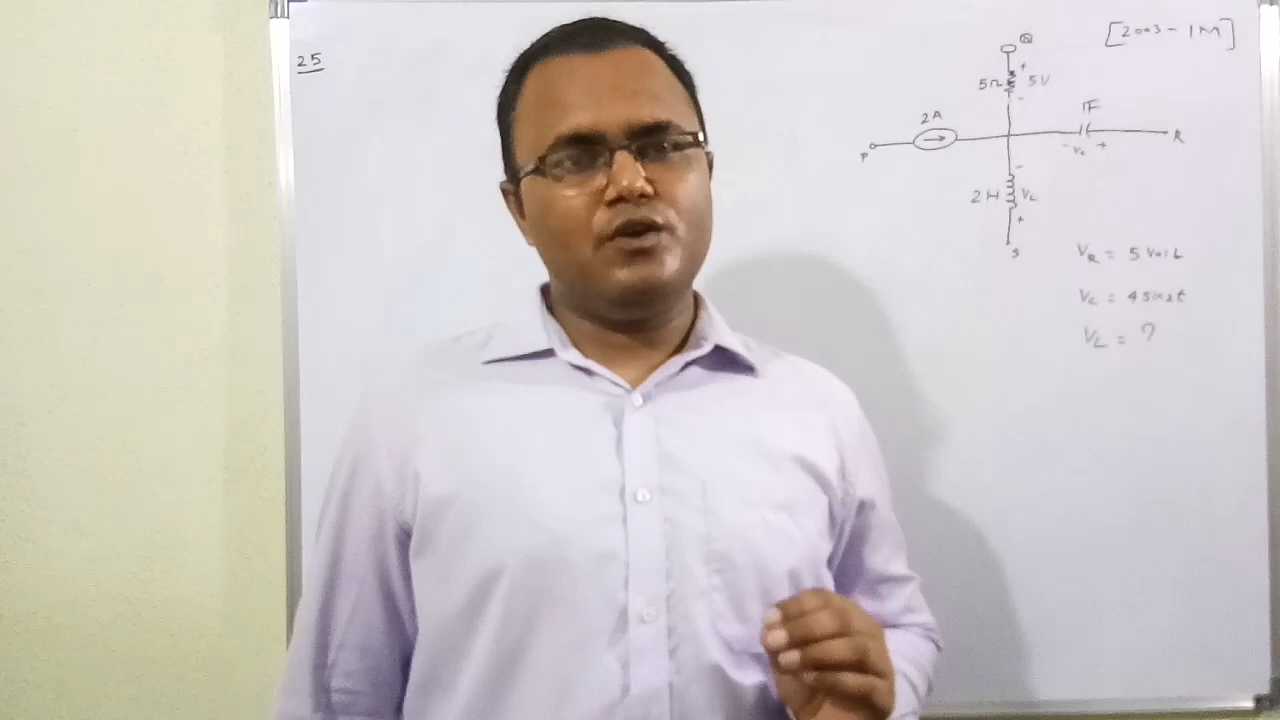 25
[2003 - 1M]
Q
+
5Ω 5V
-
1F
2A
P
R
- Vc +
-
2H VL
+
S
VR = 5 Volt
Vc = 4 Sin2t
VL = ?